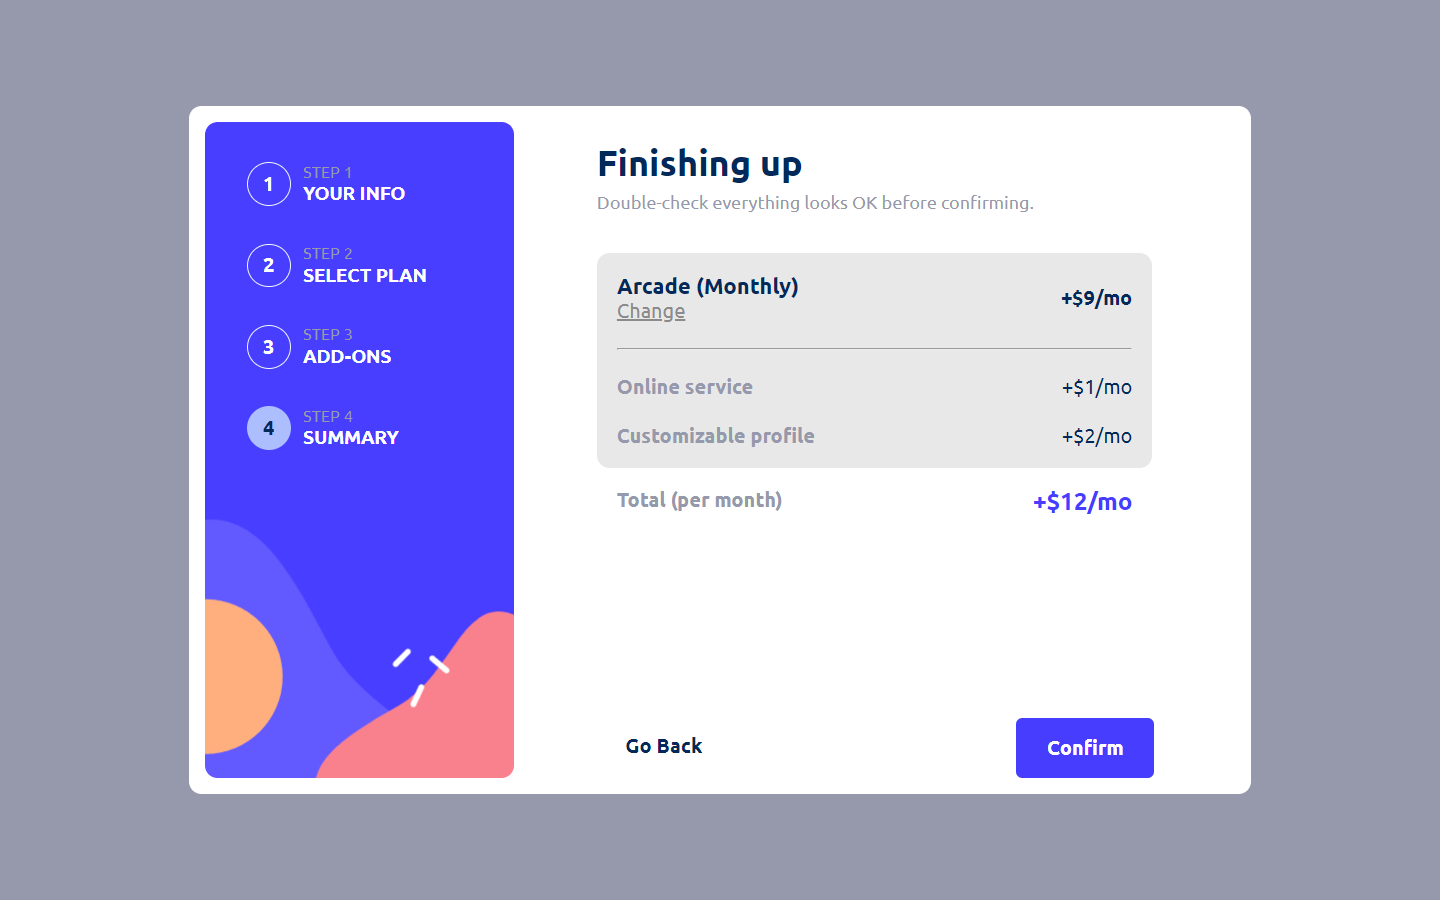 1
STEP 1
YOUR INFO
2
STEP 2
SELECT PLAN
3
STEP 3
ADD-ONS
4
STEP 4
SUMMARY
Finishing up
Double-check everything looks OK before confirming.
Arcade (Monthly)
Change
+$9/mo
Online service +$1/mo
Customizable profile +$2/mo
Total (per month) +$12/mo
Go Back
Confirm